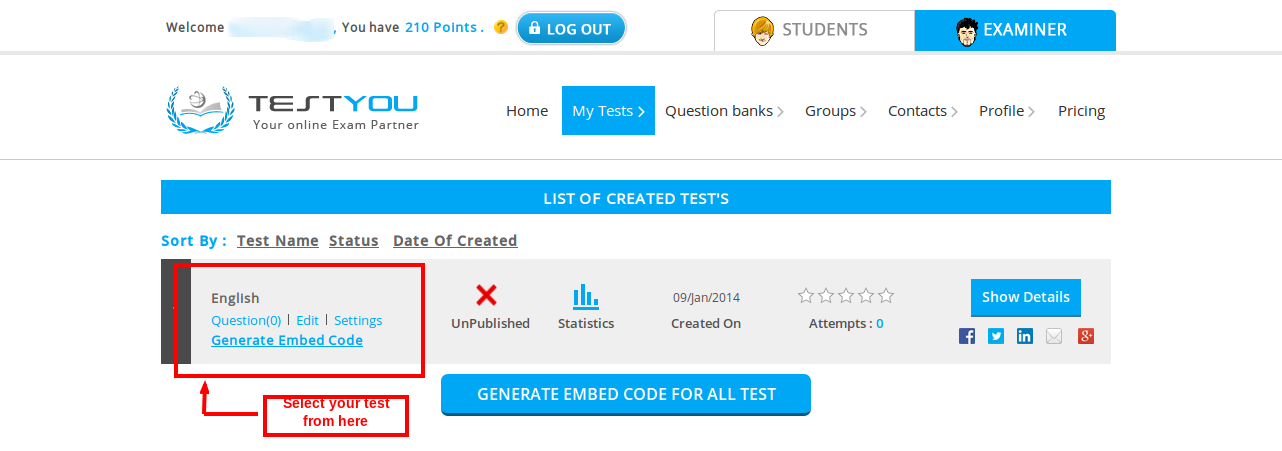 Welcome , You have 210 Points . ? LOG OUT STUDENTS EXAMINER
TESTYOU
Your online Exam Partner
Home My Tests Question banks Groups Contacts Profile Pricing
LIST OF CREATED TEST'S
Sort By : Test Name Status Date Of Created
English
Question(0) | Edit | Settings
Generate Embed Code
UnPublished
Statistics
09/Jan/2014
Created On
Attempts : 0
Show Details
GENERATE EMBED CODE FOR ALL TEST
Select your test
from here